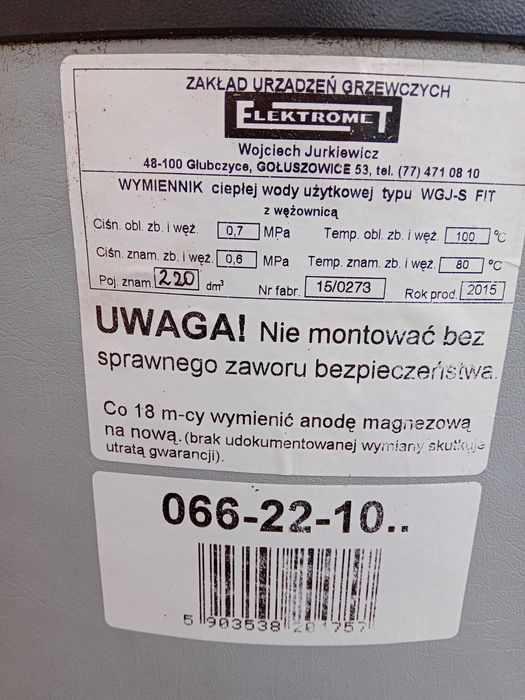 ZAKŁAD URZĄDZEŃ GRZEWCZYCH
ELEKTROMET
Wojciech Jurkiewicz
48-100 Głubczyce, GOŁUSZOWICE 53, tel. (77) 471 08 10
WYMIENNIK ciepłej wody użytkowej typu WGJ-S FIT
z wężownicą
Ciśn. obl. zb. i węż. 0,7 MPa Temp. obl. zb. i węż. 100 °C
Ciśn. znam. zb. i węż. 0,6 MPa Temp. znam. zb. i węż. 80 °C
Poj. znam. 220 dm³ Nr fabr. 15/0273 Rok prod. 2015
UWAGA! Nie montować bez
sprawnego zaworu bezpieczeństwa.
Co 18 m-cy wymienić anodę magnezową
na nową. (brak udokumentowanej wymiany skutkuje
utratą gwarancji).
066-22-10..
5 903538 201757